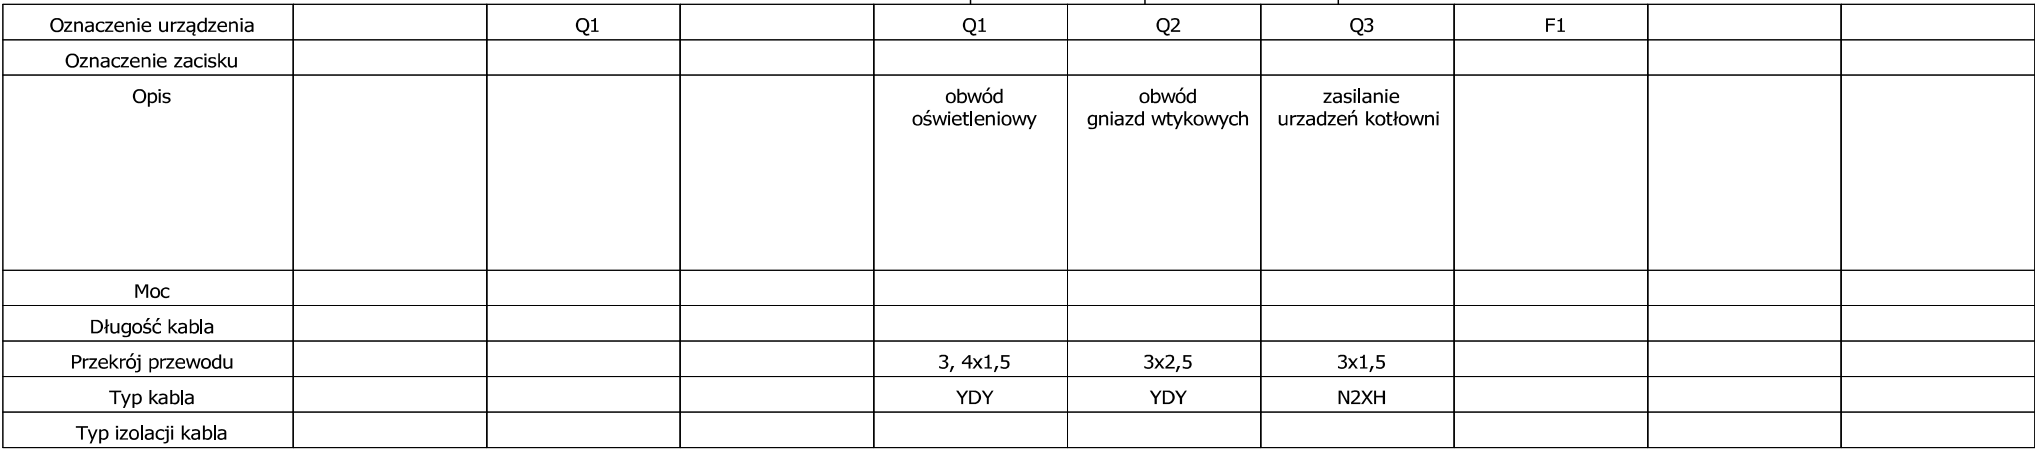 Oznaczenie urządzenia Q1 Q1 Q2 Q3 F1
Oznaczenie zacisku
Opis obwód obwód zasilanie
oświetleniowy gniazd wtykowych urzadzeń kotłowni
Moc
Długość kabla
Przekrój przewodu 3, 4x1,5 3x2,5 3x1,5
Typ kabla YDY YDY N2XH
Typ izolacji kabla